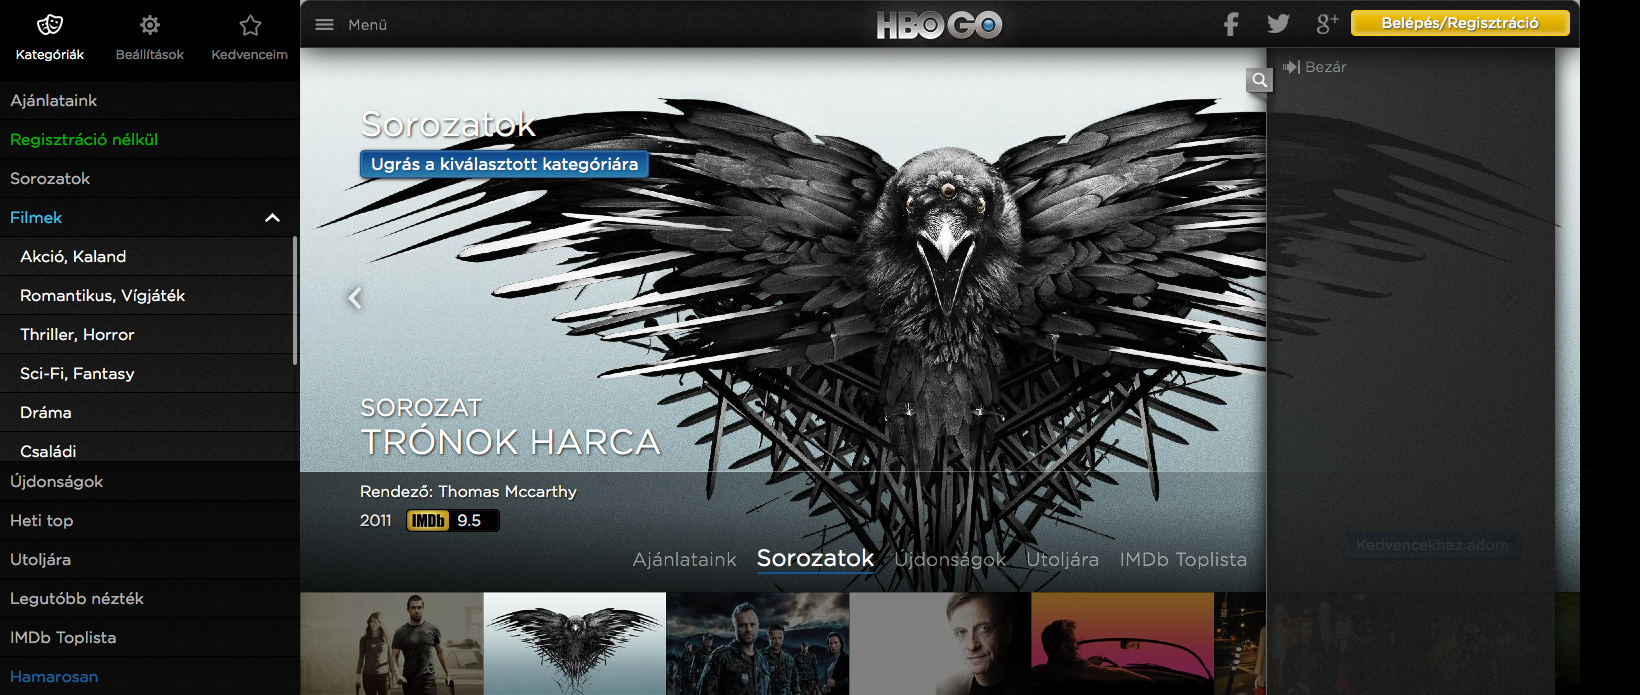 Kategóriák
Beállítások
Kedvenceim
Menü
HBO GO
Belépés/Regisztráció
Ajánlataink
Regisztráció nélkül
Sorozatok
Filmek
Akció, Kaland
Romantikus, Vígjáték
Thriller, Horror
Sci-Fi, Fantasy
Dráma
Családi
Újdonságok
Heti top
Utoljára
Legutóbb nézték
IMDb Toplista
Hamarosan
Bezár
Sorozatok
Ugrás a kiválasztott kategóriára
SOROZAT
TRÓNOK HARCA
Rendező: Thomas Mccarthy
2011 IMDb 9.5
Kedvencekhez adom
Ajánlataink Sorozatok Újdonságok Utoljára IMDb Toplista